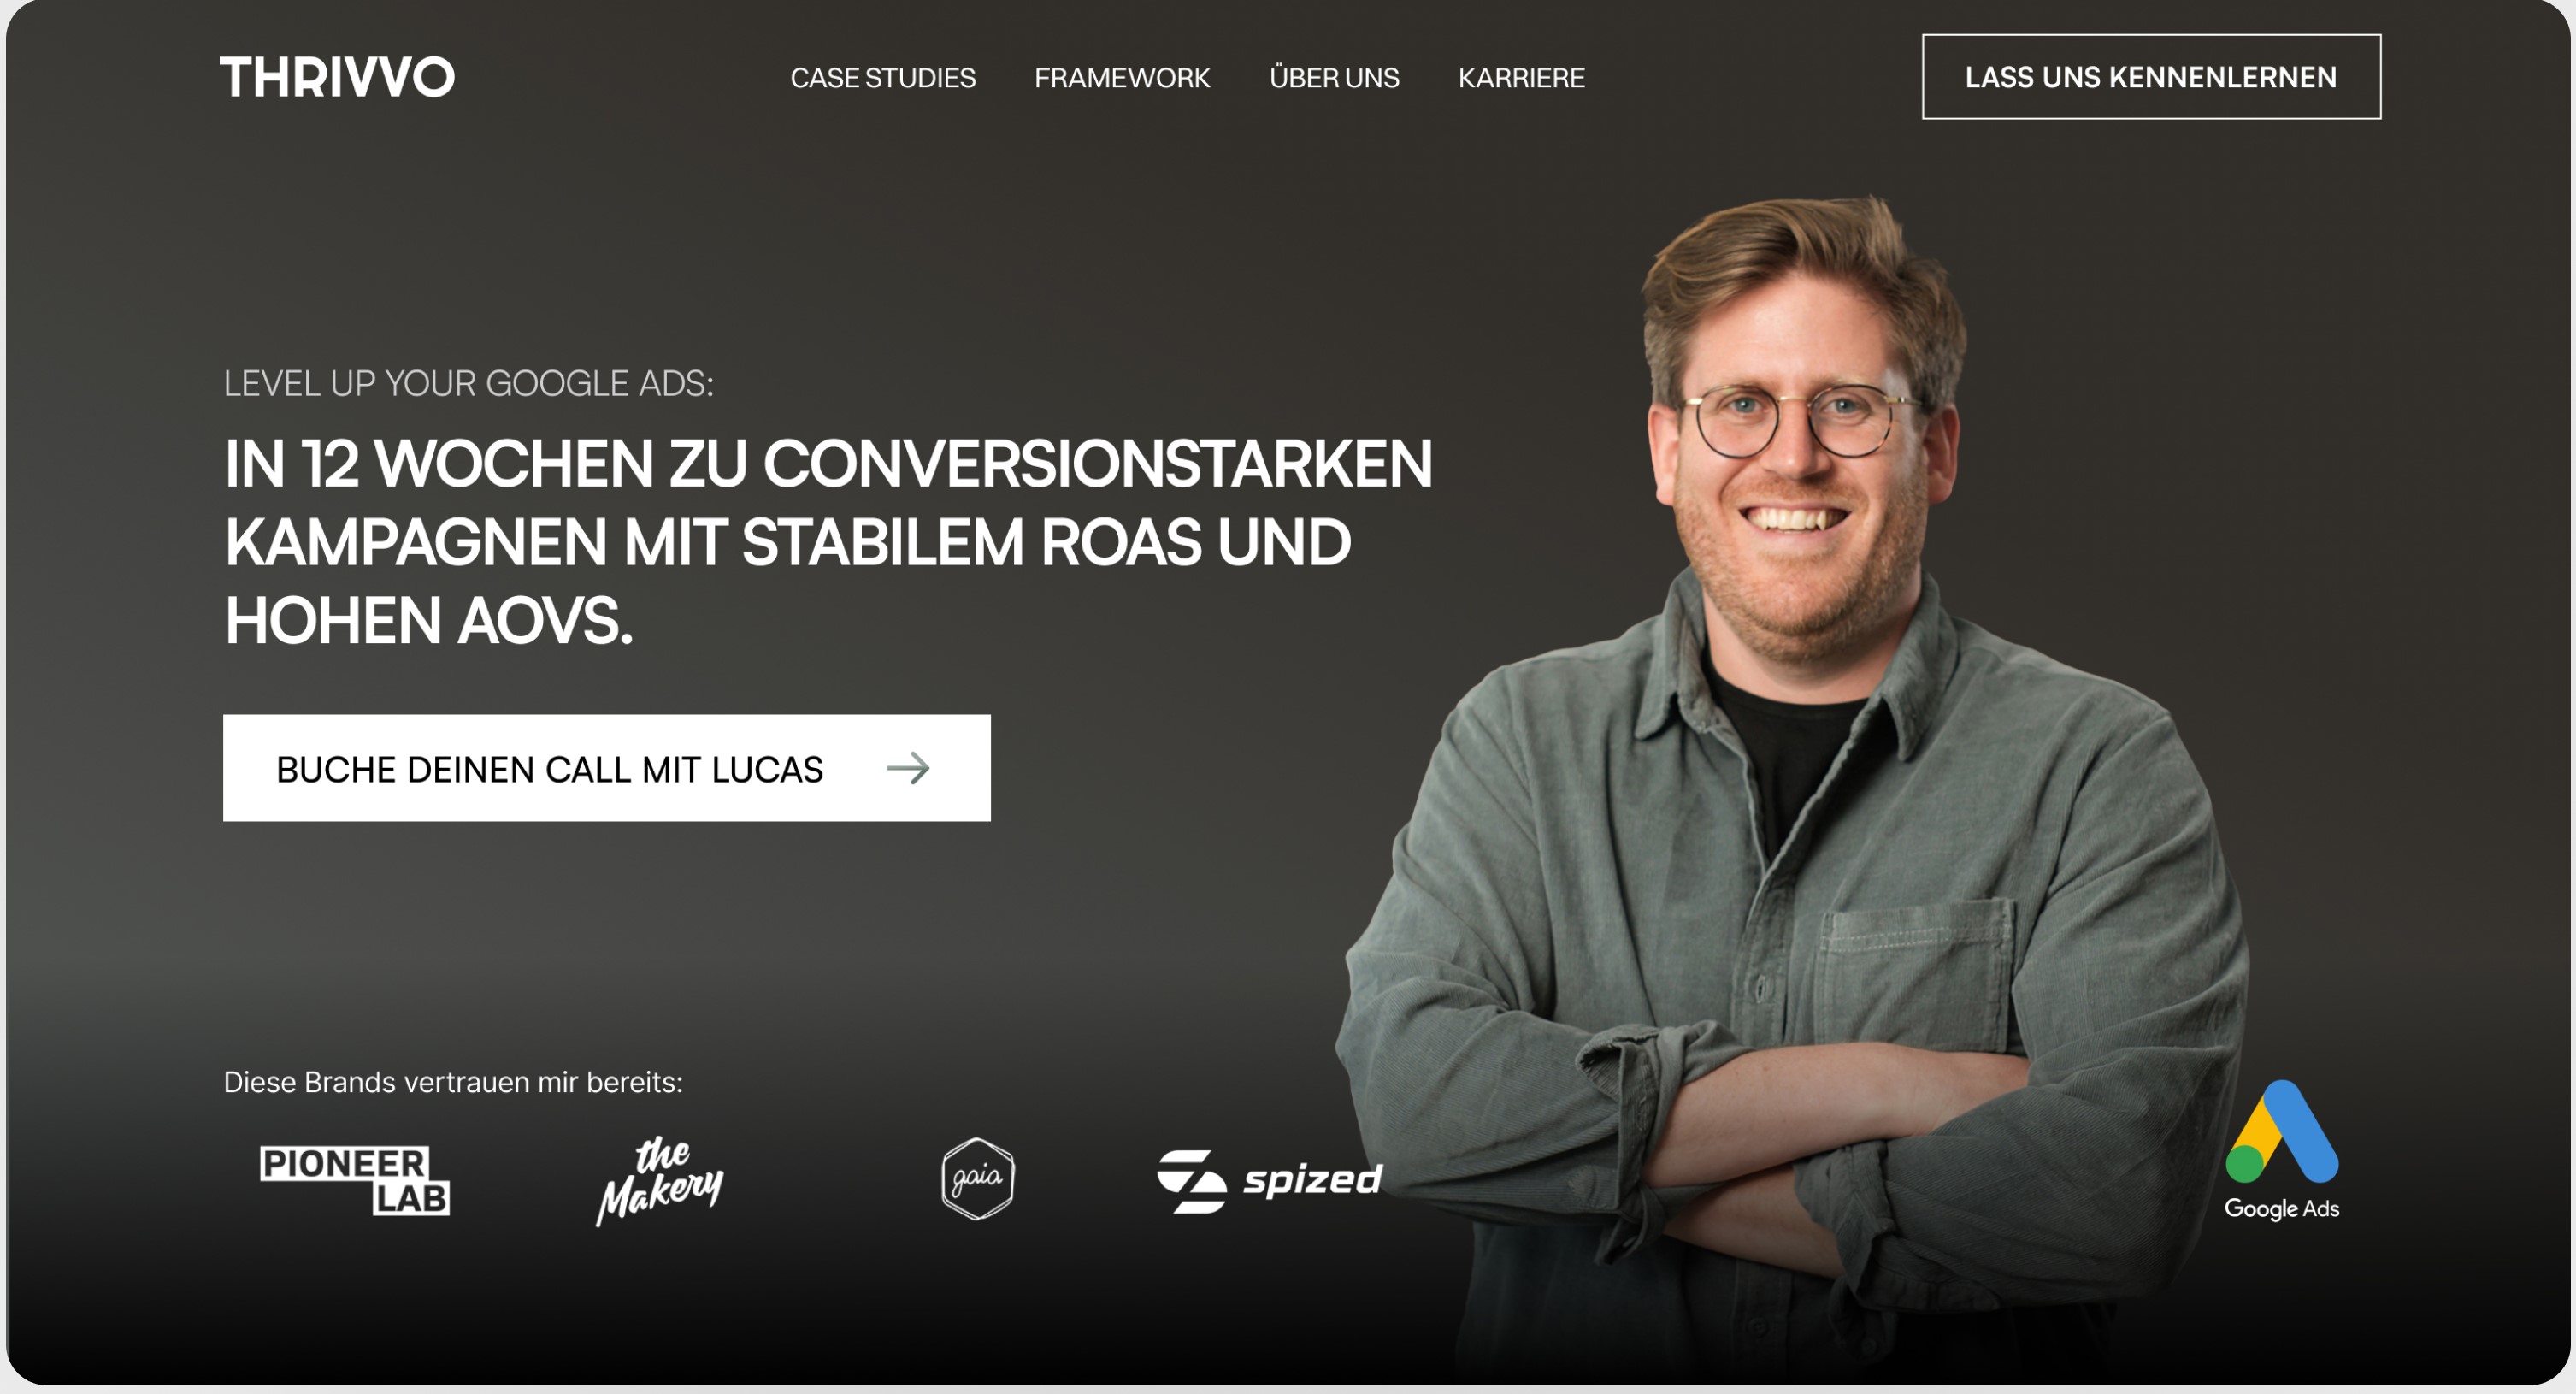 THRIVVO
CASE STUDIES
FRAMEWORK
ÜBER UNS
KARRIERE
LASS UNS KENNENLERNEN
LEVEL UP YOUR GOOGLE ADS:
IN 12 WOCHEN ZU CONVERSIONSTARKEN
KAMPAGNEN MIT STABILEM ROAS UND
HOHEN AOVS.
BUCHE DEINEN CALL MIT LUCAS
Diese Brands vertrauen mir bereits:
PIONEER
LAB
the
Makery
gaia
spized
Google Ads